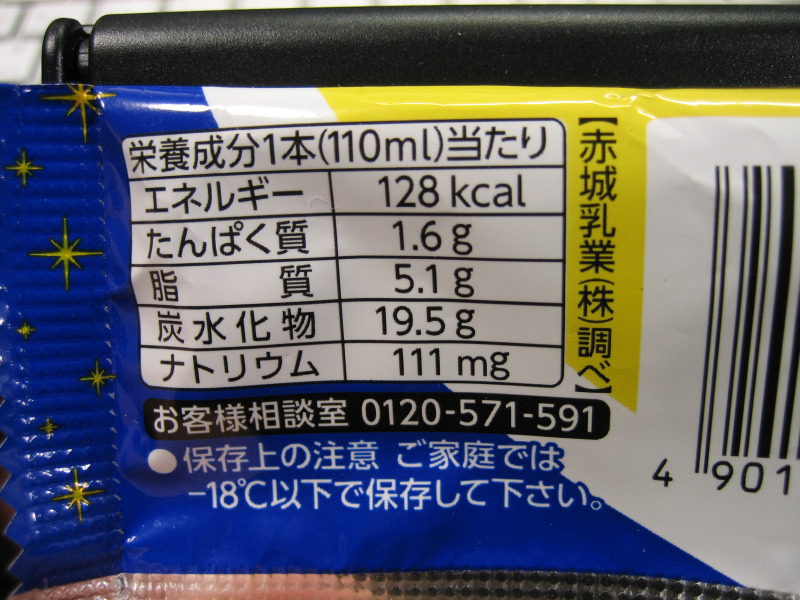 栄養成分1本(110ml)当たり
エネルギー 128 kcal
たんぱく質 1.6 g
脂質 5.1 g
炭水化物 19.5 g
ナトリウム 111 mg
【赤城乳業(株)調べ】
お客様相談室 0120-571-591
●保存上の注意 ご家庭では
-18℃以下で保存して下さい。
4 901